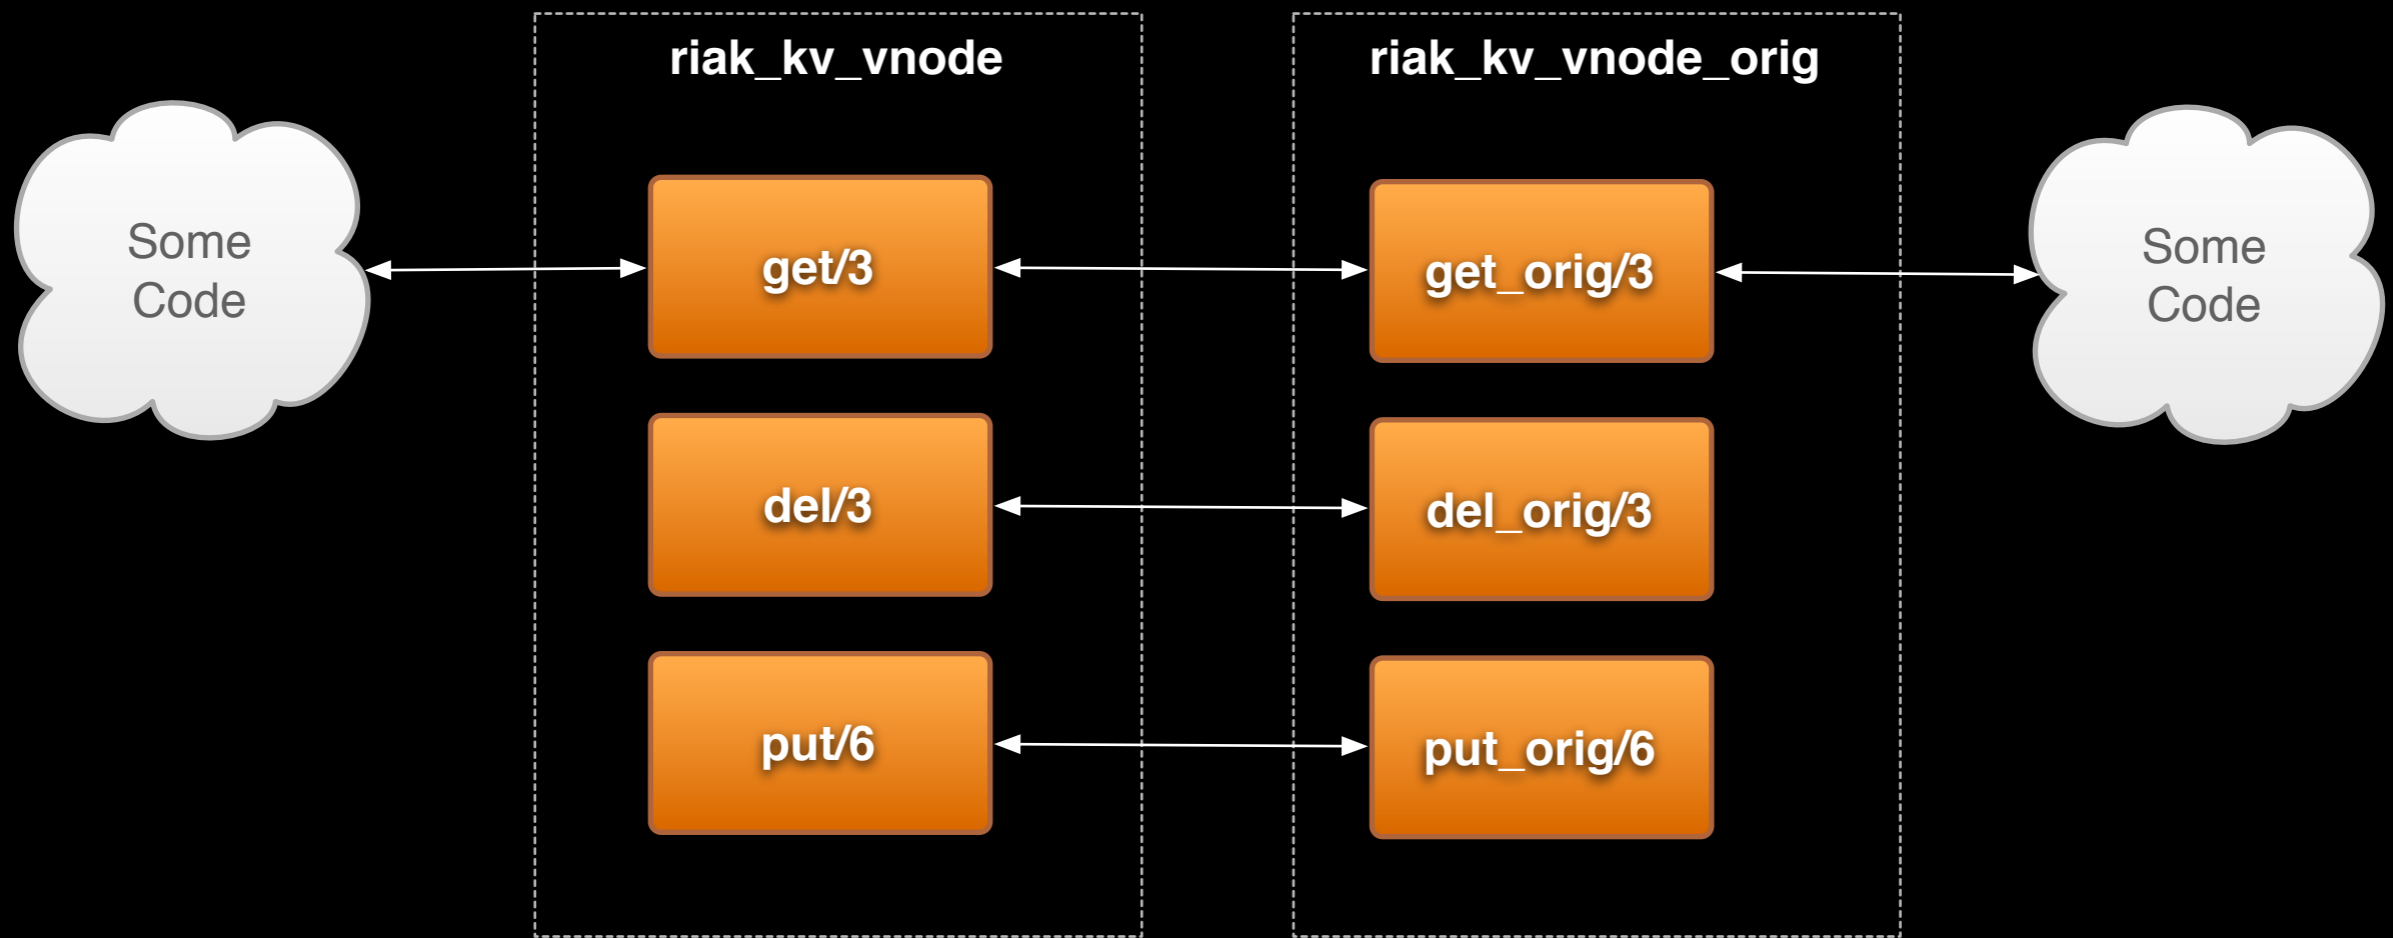 riak_kv_vnode
riak_kv_vnode_orig
Some
Code
get/3
get_orig/3
Some
Code
del/3
del_orig/3
put/6
put_orig/6